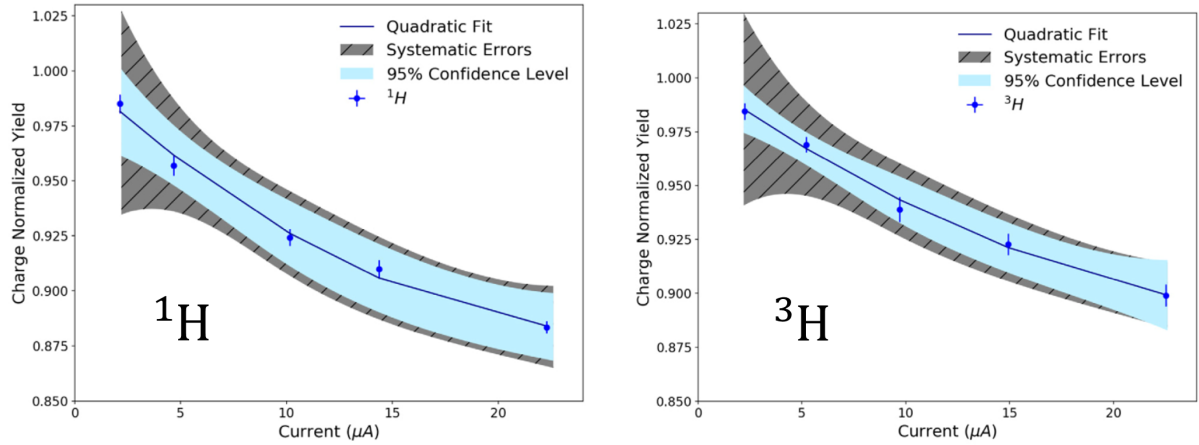 1.025
1.000
0.975
0.950
0.925
0.900
0.875
0.850
Charge Normalized Yield
Quadratic Fit
Systematic Errors
95% Confidence Level
¹H
¹H
0 5 10 15 20
Current (μA)
1.025
1.000
0.975
0.950
0.925
0.900
0.875
0.850
Charge Normalized Yield
Quadratic Fit
Systematic Errors
95% Confidence Level
³H
³H
0 5 10 15 20
Current (μA)